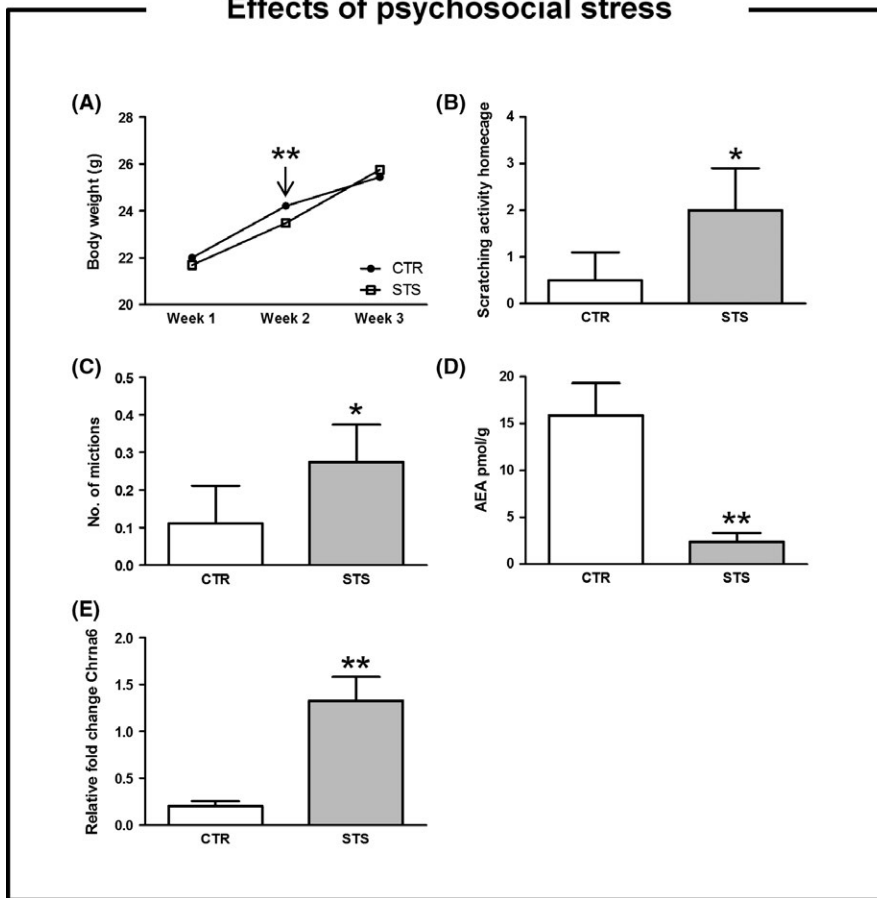 Effects of psychosocial stress
(A)
Body weight (g)
28
26
24
22
20
**
CTR
STS
Week 1 Week 2 Week 3
(B)
Scratching activity homecage
4
3
2
1
0
*
CTR STS
(C)
No. of mictions
0.5
0.4
0.3
0.2
0.1
0.0
*
CTR STS
(D)
AEA pmol/g
20
15
10
5
0
**
CTR STS
(E)
Relative fold change Chrna6
2.0
1.5
1.0
0.5
0.0
**
CTR STS